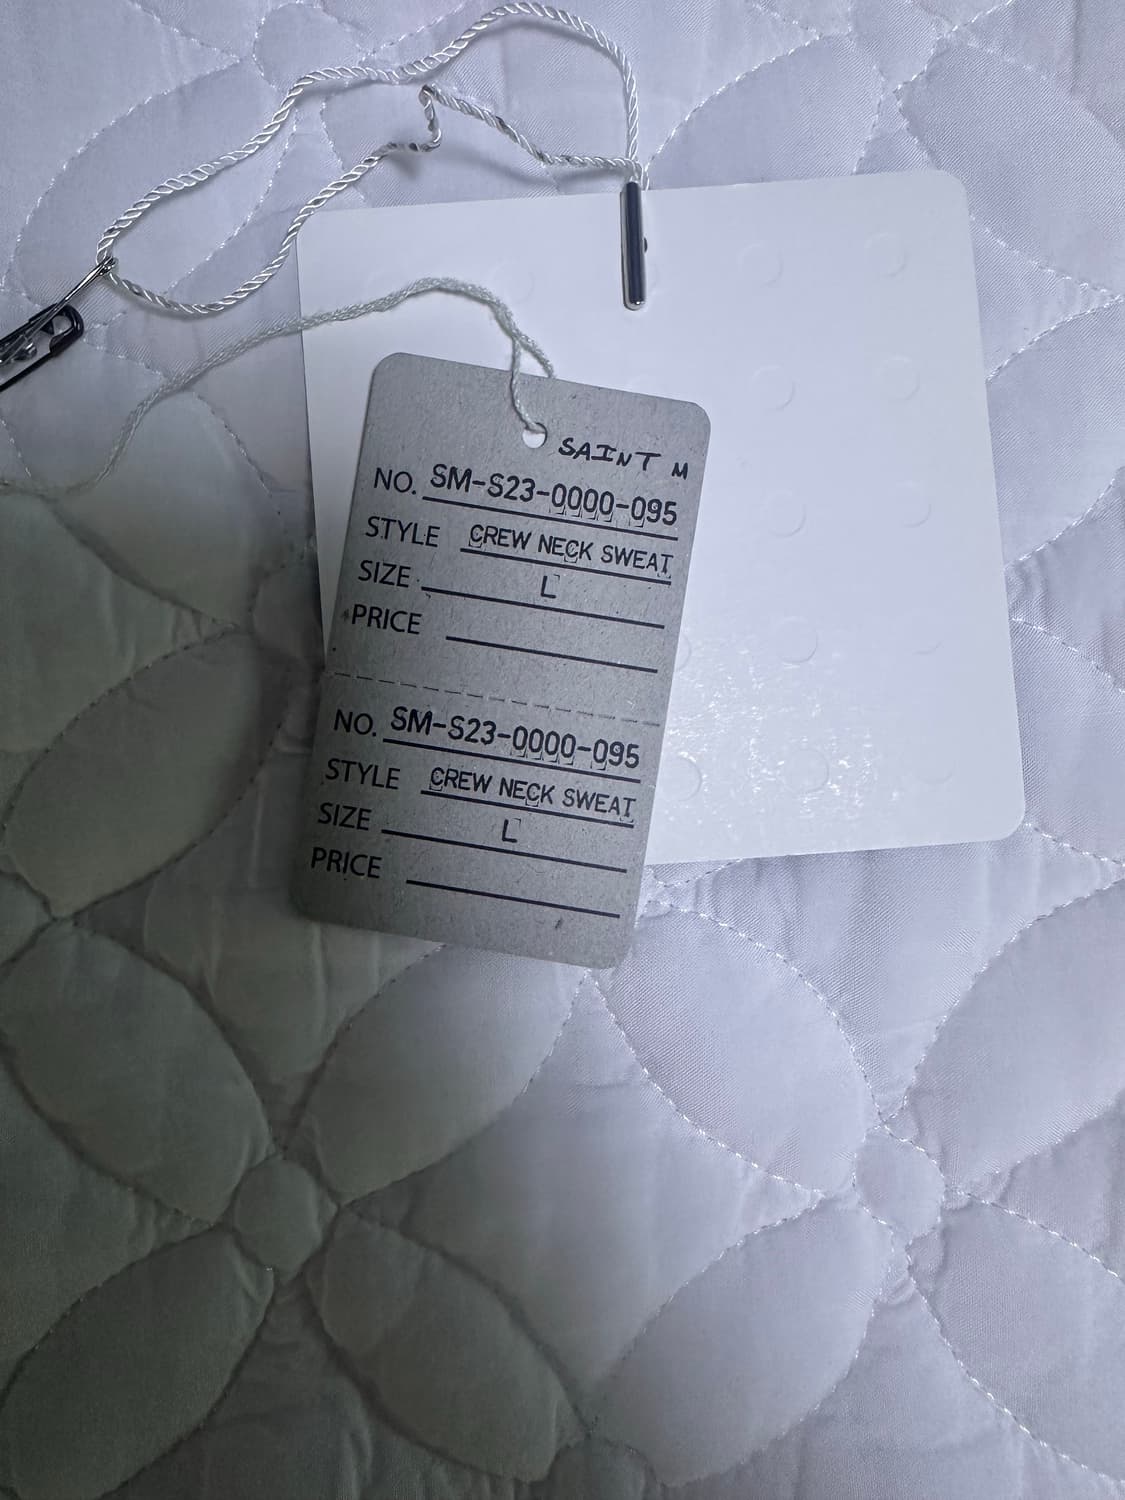 SAINT M
NO. SM-S23-0000-095
STYLE CREW NECK SWEAT
SIZE L
PRICE
NO. SM-S23-0000-095
STYLE CREW NECK SWEAT
SIZE L
PRICE